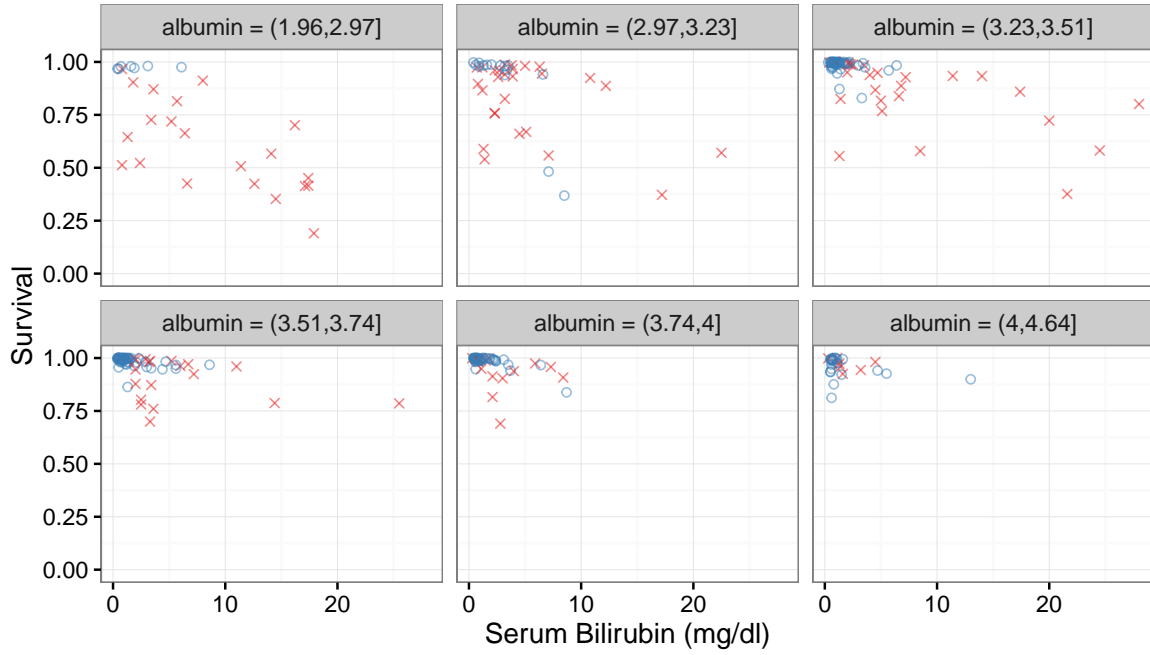 albumin = (1.96,2.97]
albumin = (2.97,3.23]
albumin = (3.23,3.51]
1.00
0.75
0.50
0.25
0.00
albumin = (3.51,3.74]
albumin = (3.74,4]
albumin = (4,4.64]
1.00
0.75
0.50
0.25
0.00
Survival
0 10 20
0 10 20
0 10 20
Serum Bilirubin (mg/dl)